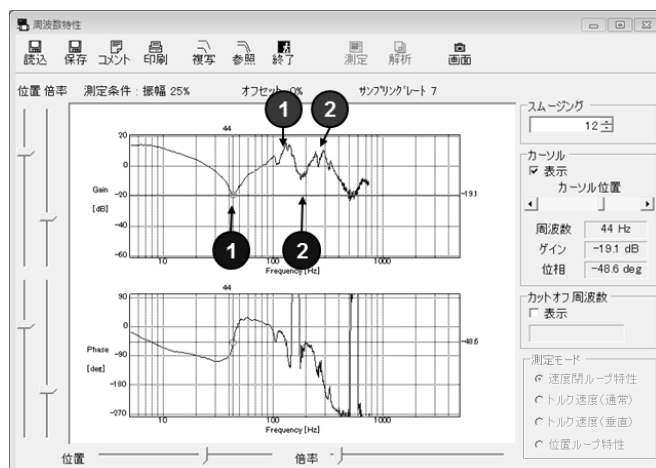 周波数特性
読込 保存 コメント 印刷 複写 参照 終了 測定 解析 画面
位置 倍率 測定条件 : 振幅 25% オフセット 0% サンプリングレート 7
1 2
44
20
0
-20
-40
-60
Gain
[dB]
-19.1
1 2
10 100 1000
Frequency [Hz]
44
90
0
-90
-180
-270
Phase
[deg]
-48.6
10 100 1000
Frequency [Hz]
位置 倍率
スムージング
12
カーソル
表示
カーソル位置
周波数 44 Hz
ゲイン -19.1 dB
位相 -48.6 deg
カットオフ周波数
表示
測定モード
速度閉ループ特性
トルク速度(通常)
トルク速度(垂直)
位置ループ特性